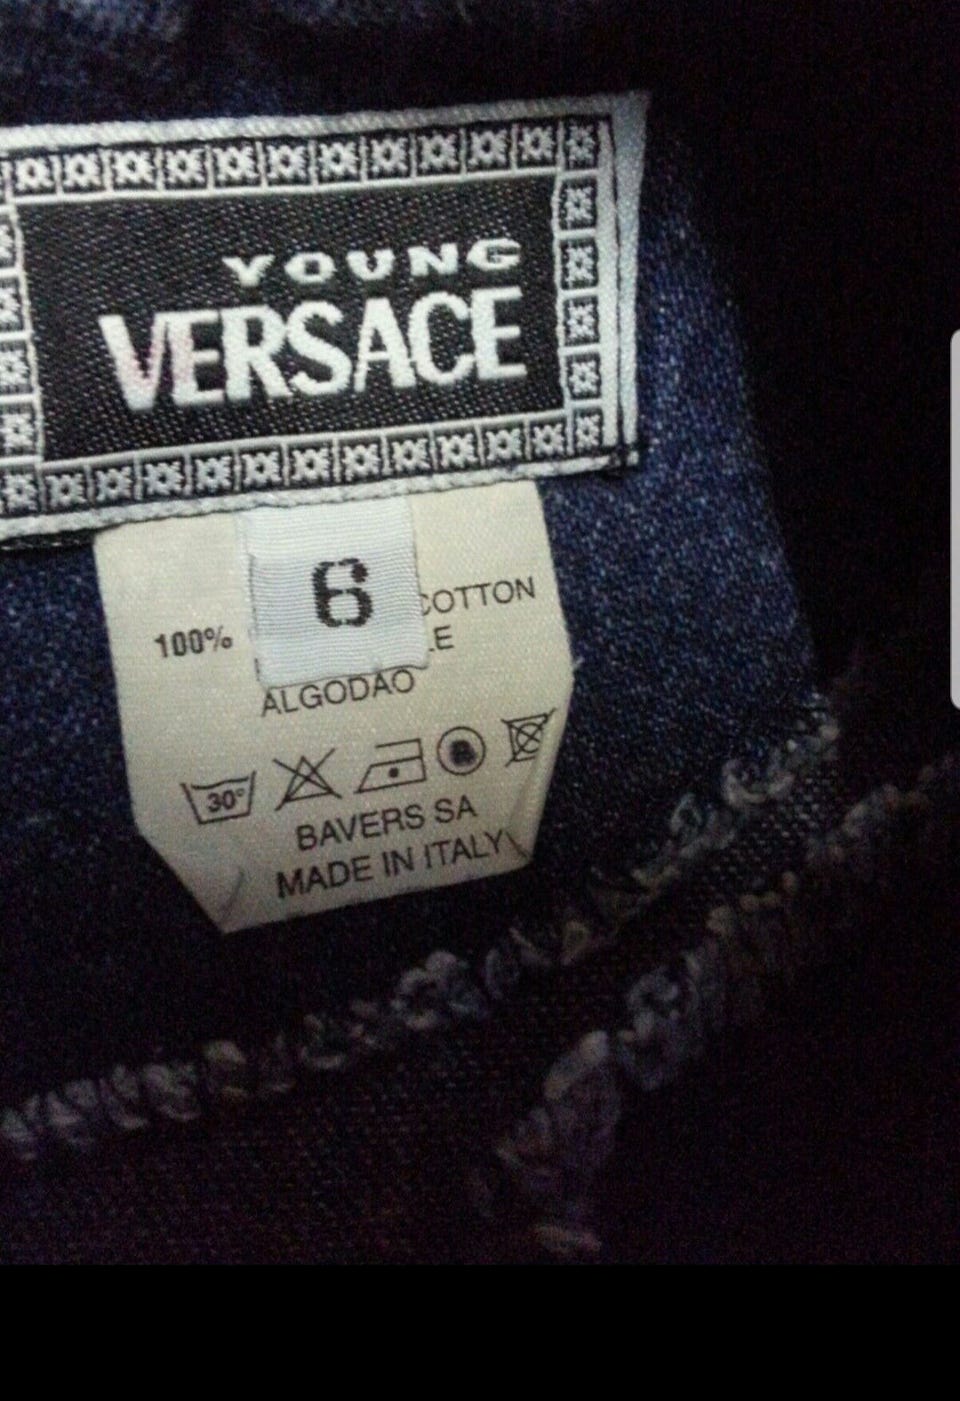 YOUNG
VERSACE
6
COTTON
100%
ALGODAO
30°
BAVERS SA
MADE IN ITALY